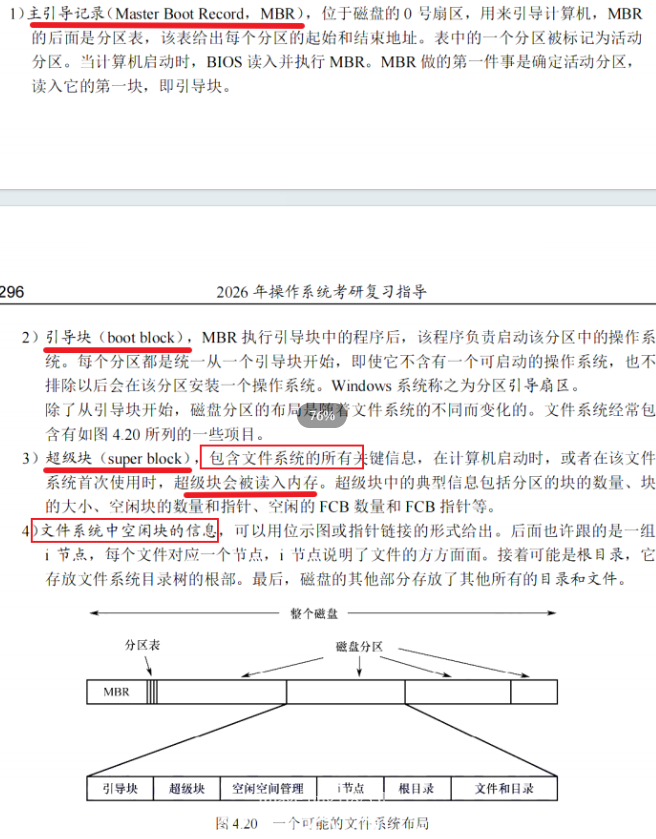 1)主引导记录(Master Boot Record，MBR)，位于磁盘的 0 号扇区，用来引导计算机，MBR
的后面是分区表，该表给出每个分区的起始和结束地址。表中的一个分区被标记为活动
分区。当计算机启动时，BIOS 读入并执行 MBR。MBR 做的第一件事是确定活动分区，
读入它的第一块，即引导块。
296
2026 年操作系统考研复习指导
2）引导块（boot block），MBR 执行引导块中的程序后，该程序负责启动该分区中的操作系
统。每个分区都是统一从一个引导块开始，即使它不含有一个可启动的操作系统，也不
排除以后会在该分区安装一个操作系统。Windows 系统称之为分区引导扇区。
除了从引导块开始，磁盘分区的布局是随着文件系统的不同而变化的。文件系统经常包
76%
含有如图 4.20 所列的一些项目。
3）超级块（super block），包含文件系统的所有关键信息，在计算机启动时，或者在该文件
系统首次使用时，超级块会被读入内存。超级块中的典型信息包括分区的块的数量、块
的大小、空闲块的数量和指针、空闲的 FCB 数量和 FCB 指针等。
4)文件系统中空闲块的信息，可以用位示图或指针链接的形式给出。后面也许跟的是一组
i 节点，每个文件对应一个节点，i 节点说明了文件的方方面面。接着可能是根目录，它
存放文件系统目录树的根部。最后，磁盘的其他部分存放了其他所有的目录和文件。
整个磁盘
分区表 磁盘分区
MBR
引导块 超级块 空闲空间管理 i节点 根目录 文件和目录
图 4.20 一个可能的文件系统布局